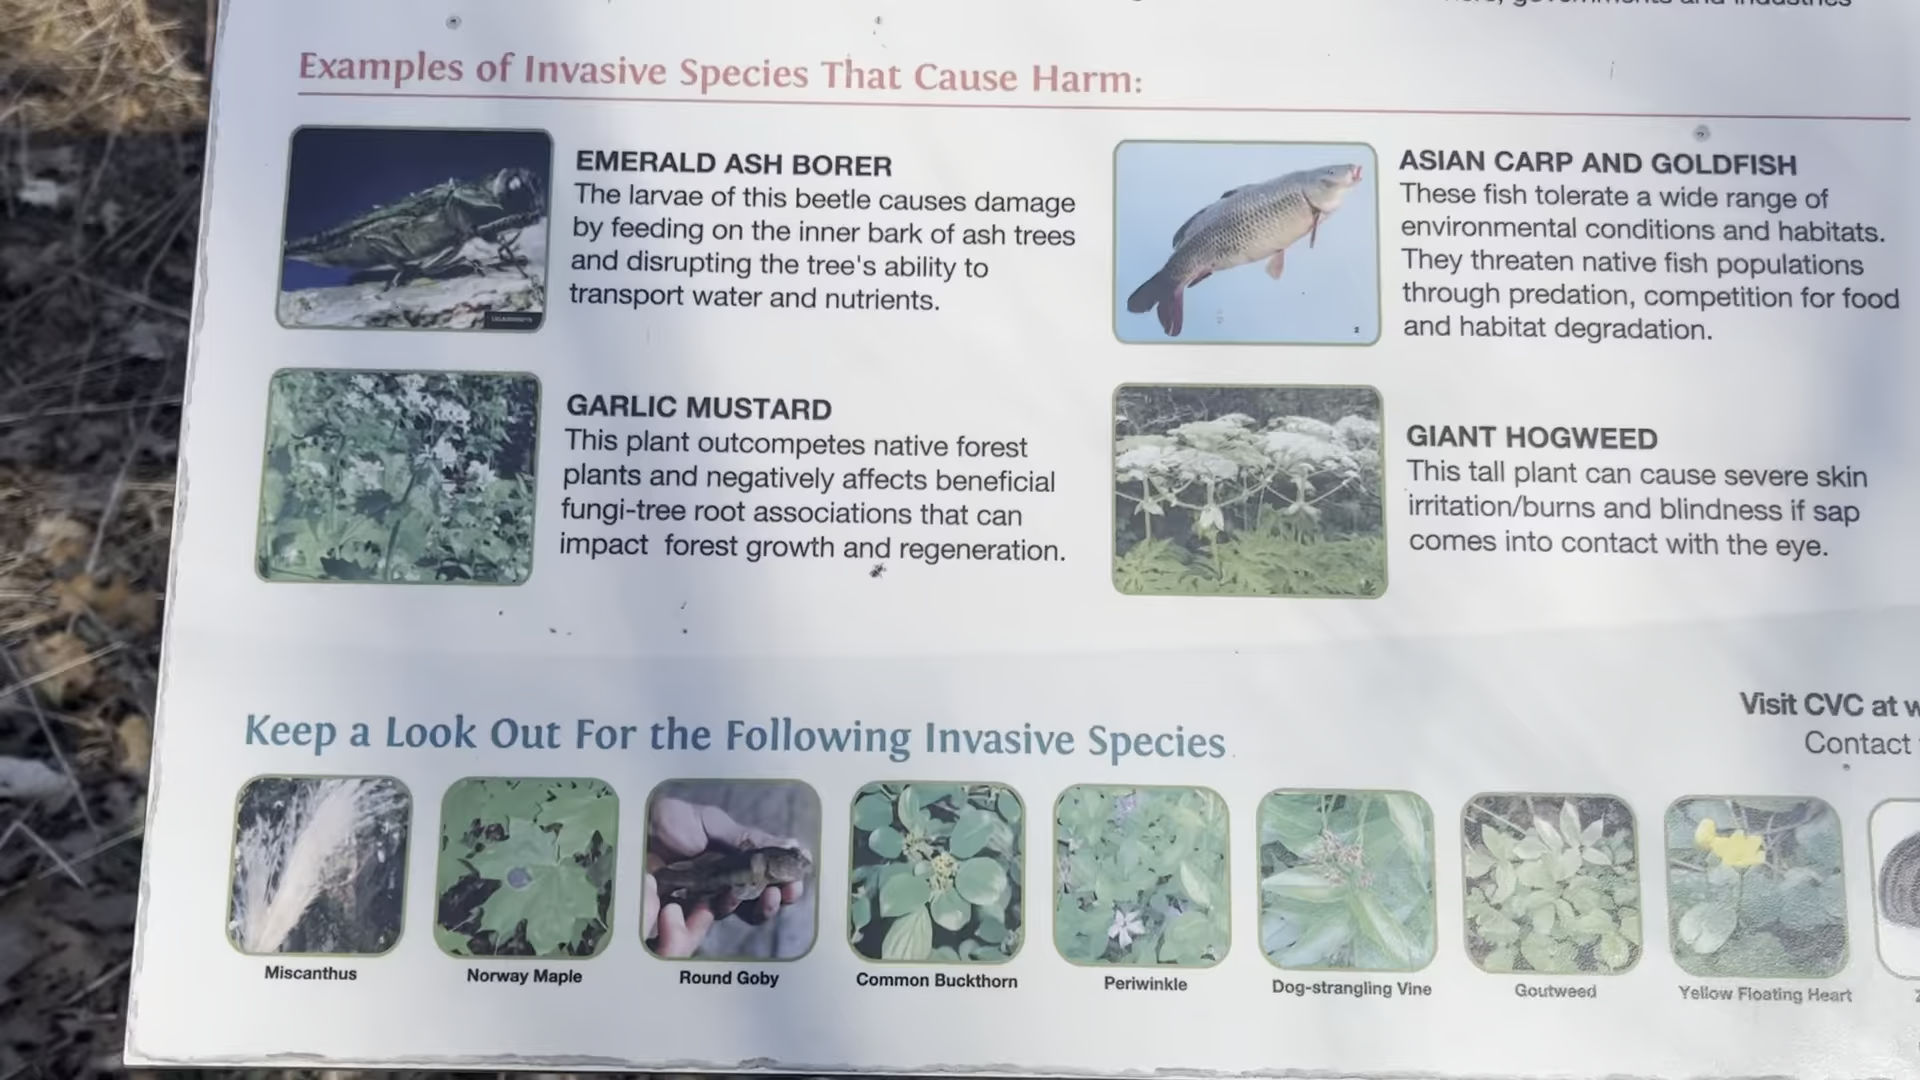 governments and industries
Examples of Invasive Species That Cause Harm:
EMERALD ASH BORER
The larvae of this beetle causes damage
by feeding on the inner bark of ash trees
and disrupting the tree's ability to
transport water and nutrients.
ASIAN CARP AND GOLDFISH
These fish tolerate a wide range of
environmental conditions and habitats.
They threaten native fish populations
through predation, competition for food
and habitat degradation.
2
GARLIC MUSTARD
This plant outcompetes native forest
plants and negatively affects beneficial
fungi-tree root associations that can
impact  forest growth and regeneration.
GIANT HOGWEED
This tall plant can cause severe skin
irritation/burns and blindness if sap
comes into contact with the eye.
Visit CVC at w
Contact
Keep a Look Out For the Following Invasive Species
Miscanthus
Norway Maple
Round Goby
Common Buckthorn
Periwinkle
Dog-strangling Vine
Goutweed
Yellow Floating Heart